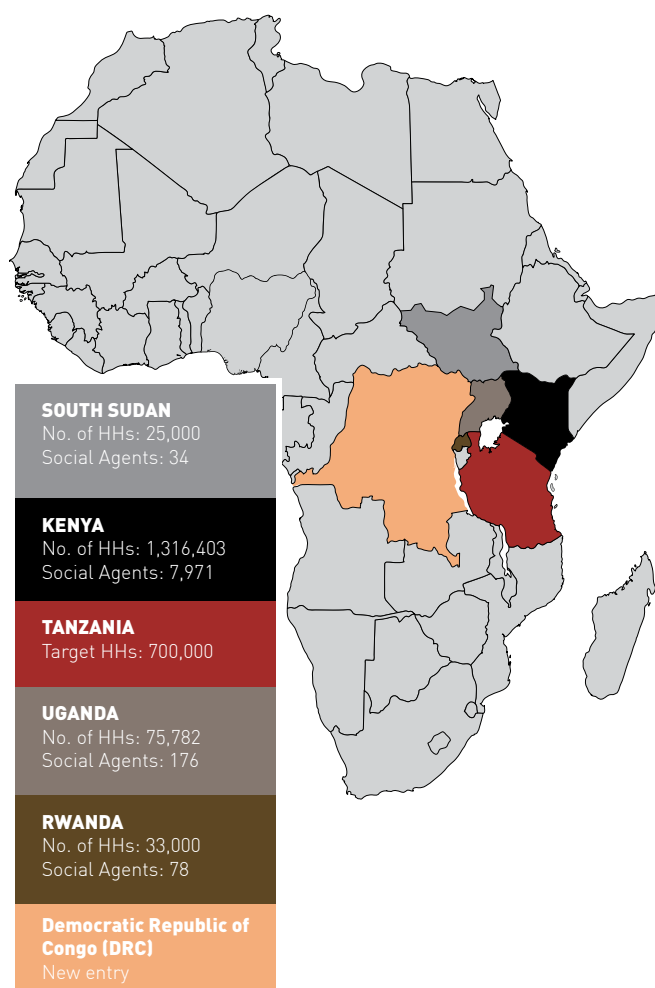 SOUTH SUDAN
No. of HHs: 25,000
Social Agents: 34
KENYA
No. of HHs: 1,316,403
Social Agents: 7,971
TANZANIA
Target HHs: 700,000
UGANDA
No. of HHs: 75,782
Social Agents: 176
RWANDA
No. of HHs: 33,000
Social Agents: 78
Democratic Republic of
Congo (DRC)
New entry